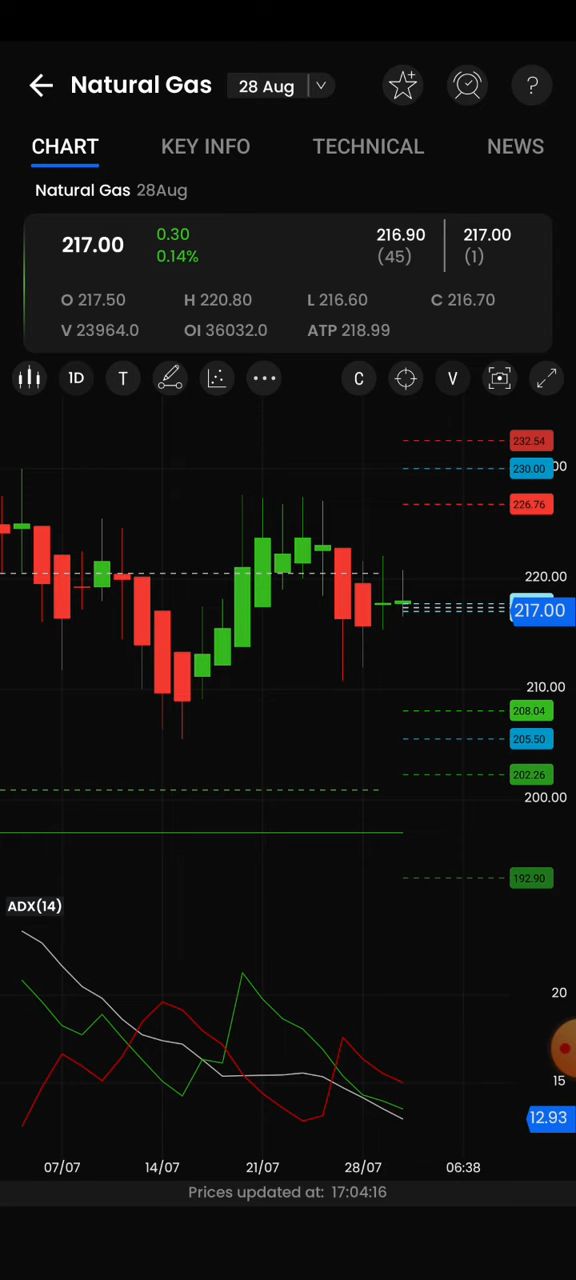 Natural Gas 28 Aug ?
CHART KEY INFO TECHNICAL NEWS
Natural Gas 28Aug
217.00 0.30 216.90 217.00
0.14% (45) (1)
O 217.50 H 220.80 L 216.60 C 216.70
V 23964.0 OI 36032.0 ATP 218.99
1D T C V
232.54
230.00 00
226.76
220.00
217.00
210.00
208.04
205.50
202.26
200.00
192.90
ADX(14)
20
15
12.93
07/07 14/07 21/07 28/07 06:38
Prices updated at: 17:04:16